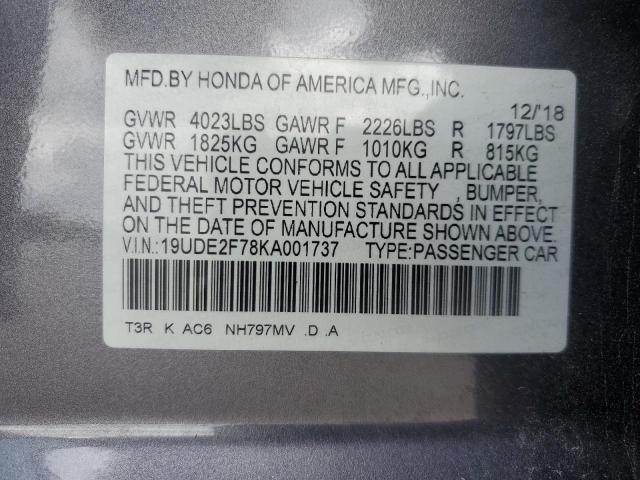 MFD.BY HONDA OF AMERICA MFG.,INC.
12/'18
GVWR 4023LBS GAWR F 2226LBS R 1797LBS
GVWR 1825KG GAWR F 1010KG R 815KG
THIS VEHICLE CONFORMS TO ALL APPLICABLE
FEDERAL MOTOR VEHICLE SAFETY , BUMPER,
AND THEFT PREVENTION STANDARDS IN EFFECT
ON THE DATE OF MANUFACTURE SHOWN ABOVE.
V.I.N.:19UDE2F78KA001737 TYPE:PASSENGER CAR
T3R K AC6 NH797MV .D .A